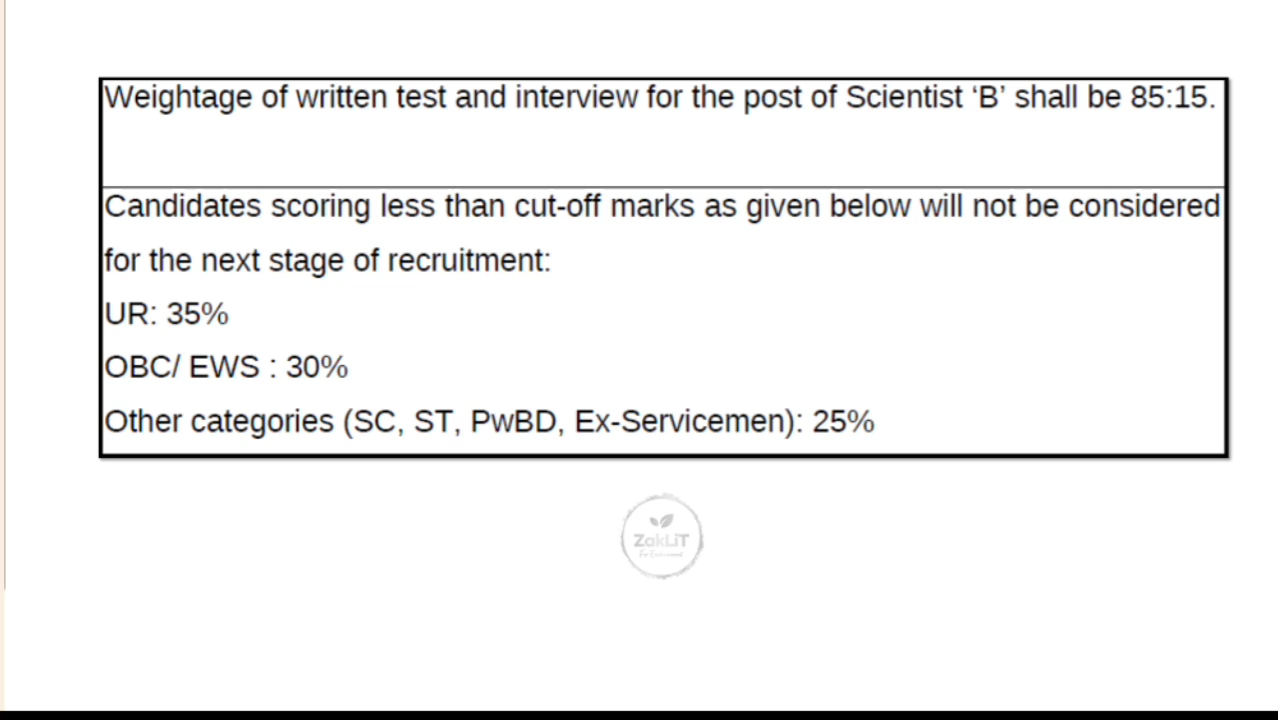 Weightage of written test and interview for the post of Scientist ‘B’ shall be 85:15.
Candidates scoring less than cut-off marks as given below will not be considered
for the next stage of recruitment:
UR: 35%
OBC/ EWS : 30%
Other categories (SC, ST, PwBD, Ex-Servicemen): 25%
ZakLiT